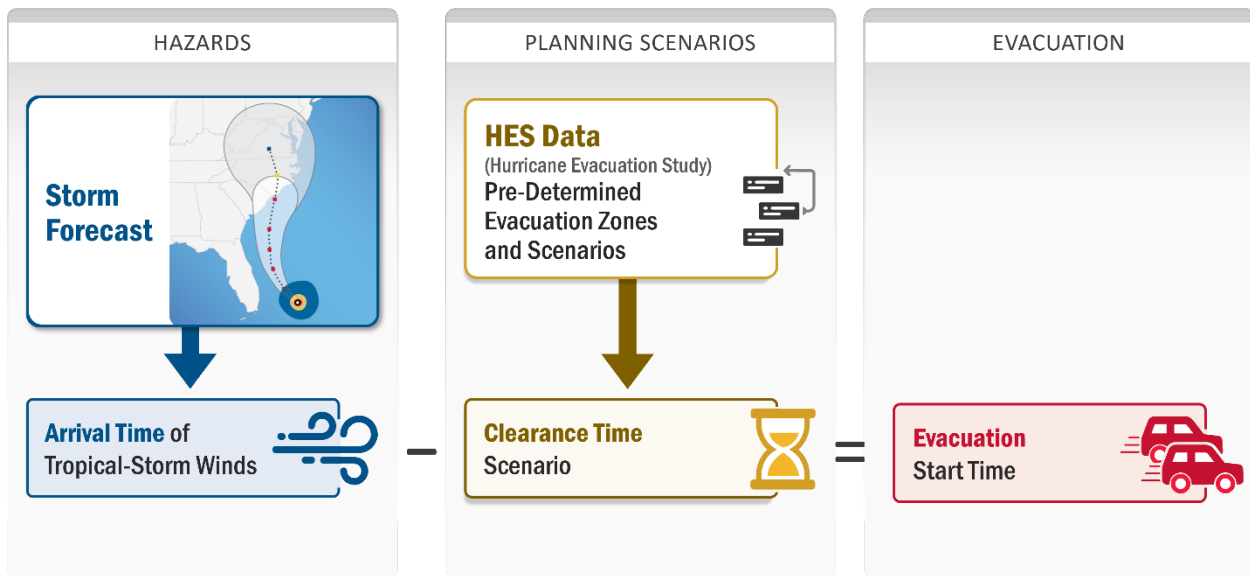 HAZARDS
Storm
Forecast
Arrival Time of
Tropical-Storm Winds
–
PLANNING SCENARIOS
HES Data
(Hurricane Evacuation Study)
Pre-Determined
Evacuation Zones
and Scenarios
Clearance Time
Scenario
=
EVACUATION
Evacuation
Start Time